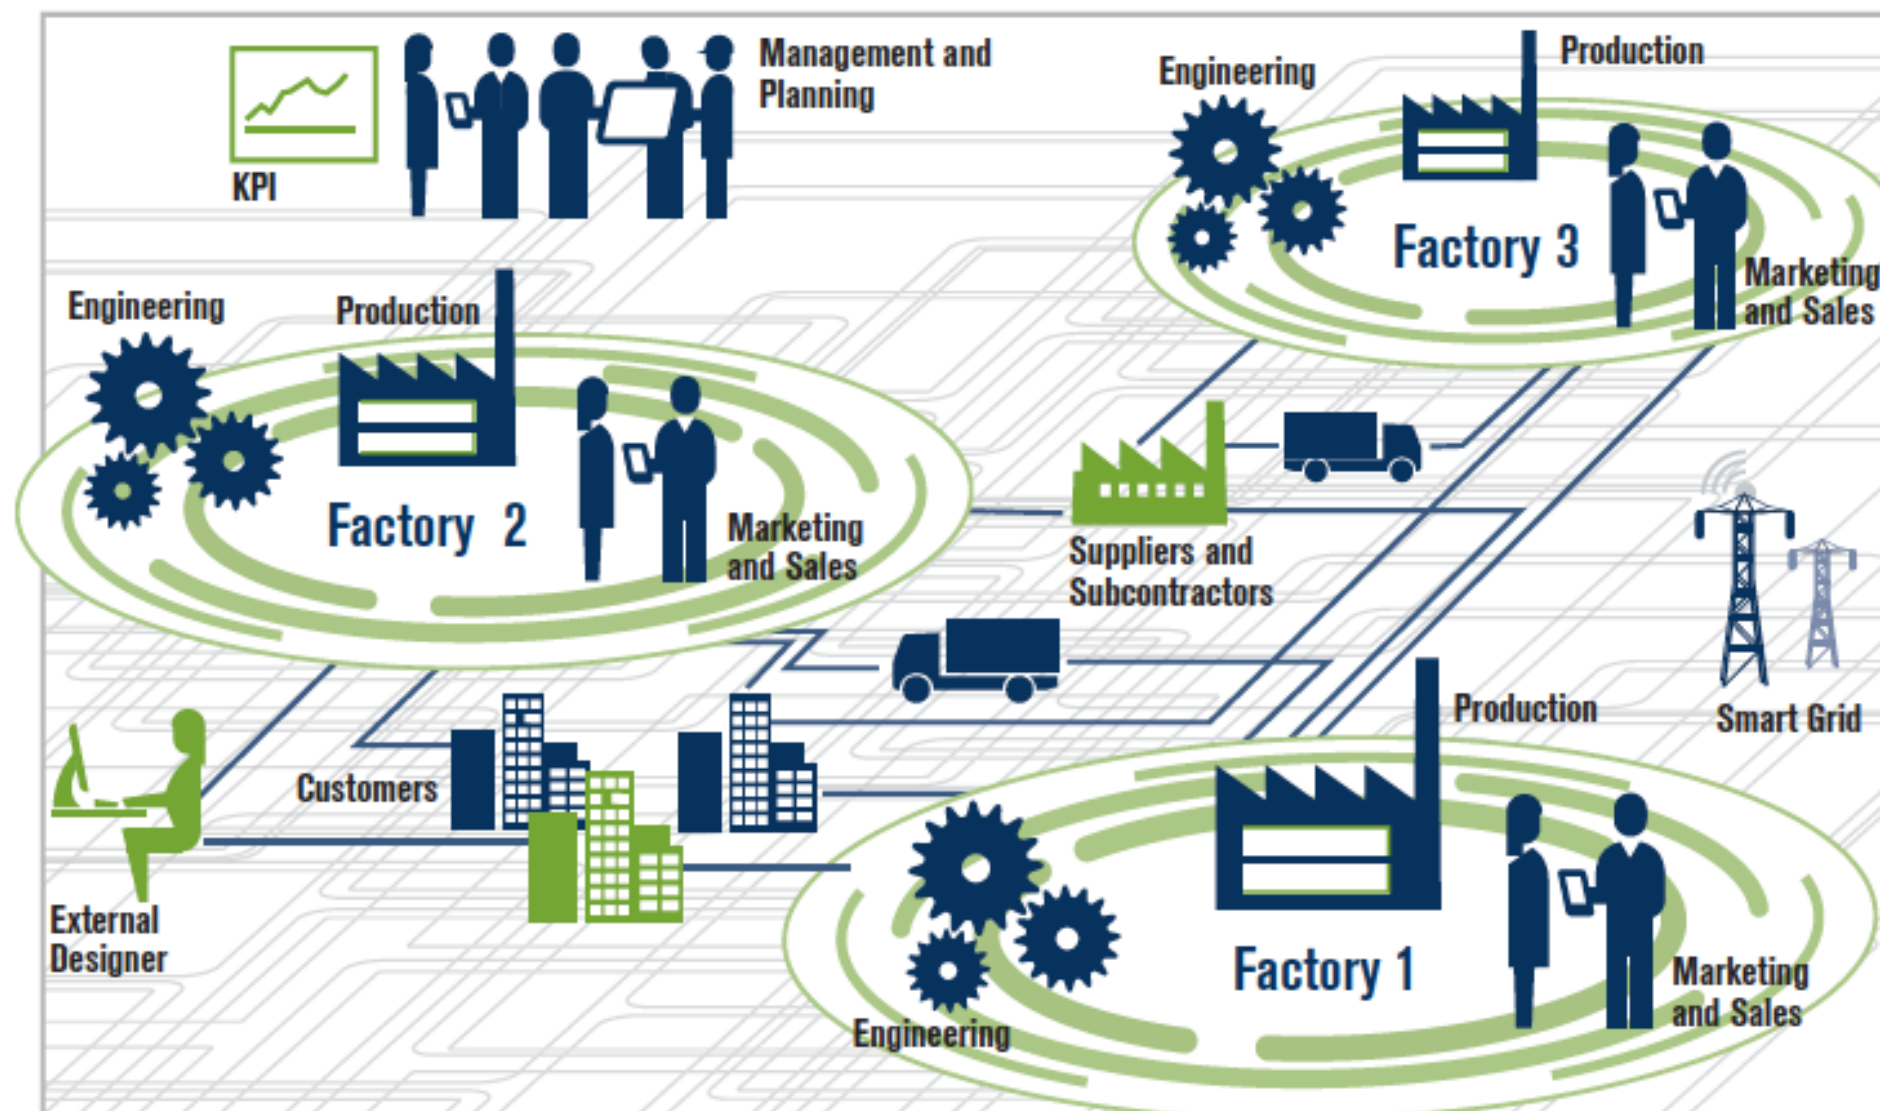 Management and
Planning
KPI
Engineering
Production
Factory 3
Marketing
and Sales
Engineering
Production
Factory 2
Marketing
and Sales
Suppliers and
Subcontractors
Smart Grid
Customers
External
Designer
Production
Factory 1
Marketing
and Sales
Engineering